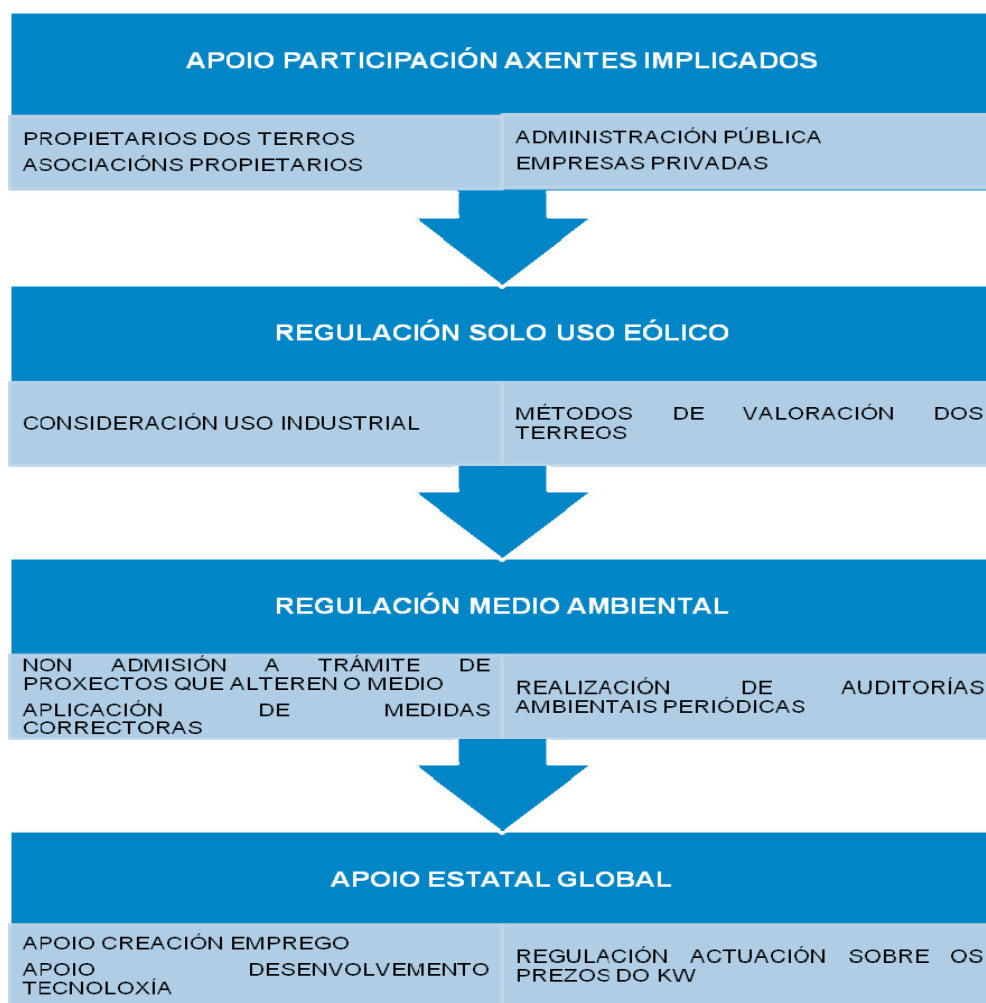 APOIO PARTICIPACIÓN AXENTES IMPLICADOS
PROPIETARIOS DOS TERROS
ASOCIACIÓNS PROPIETARIOS
ADMINISTRACIÓN PÚBLICA
EMPRESAS PRIVADAS
REGULACIÓN SOLO USO EÓLICO
CONSIDERACIÓN USO INDUSTRIAL
MÉTODOS DE VALORACIÓN DOS
TERREOS
REGULACIÓN MEDIO AMBIENTAL
NON ADMISIÓN A TRÁMITE DE
PROXECTOS QUE ALTEREN O MEDIO
APLICACIÓN DE MEDIDAS
CORRECTORAS
REALIZACIÓN DE AUDITORÍAS
AMBIENTAIS PERIÓDICAS
APOIO ESTATAL GLOBAL
APOIO CREACIÓN EMPREGO
APOIO DESENVOLVEMENTO
TECNOLOXÍA
REGULACIÓN ACTUACIÓN SOBRE OS
PREZOS DO KW